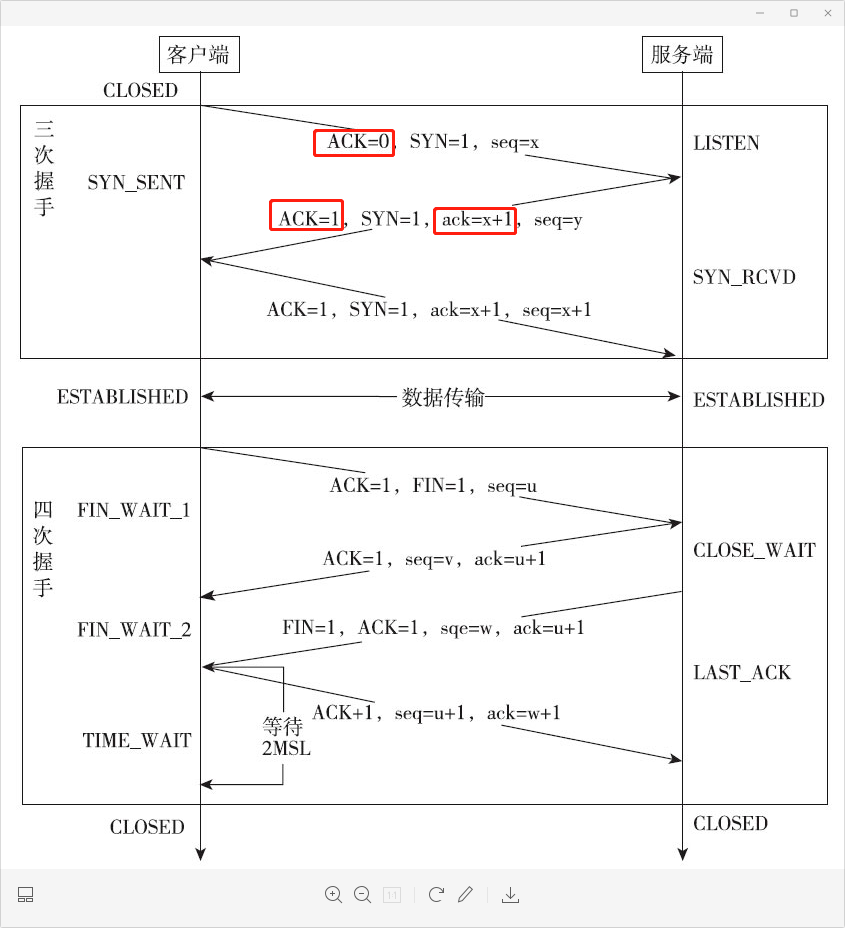 客户端
服务端
CLOSED
三次握手
ACK=0, SYN=1, seq=x
LISTEN
SYN_SENT
ACK=1, SYN=1, ack=x+1, seq=y
SYN_RCVD
ACK=1, SYN=1, ack=x+1, seq=x+1
ESTABLISHED
数据传输
ESTABLISHED
四次握手
ACK=1, FIN=1, seq=u
FIN_WAIT_1
CLOSE_WAIT
ACK=1, seq=v, ack=u+1
FIN_WAIT_2
FIN=1, ACK=1, sqe=w, ack=u+1
LAST_ACK
ACK+1, seq=u+1, ack=w+1
等待
2MSL
TIME_WAIT
CLOSED
CLOSED
1:1